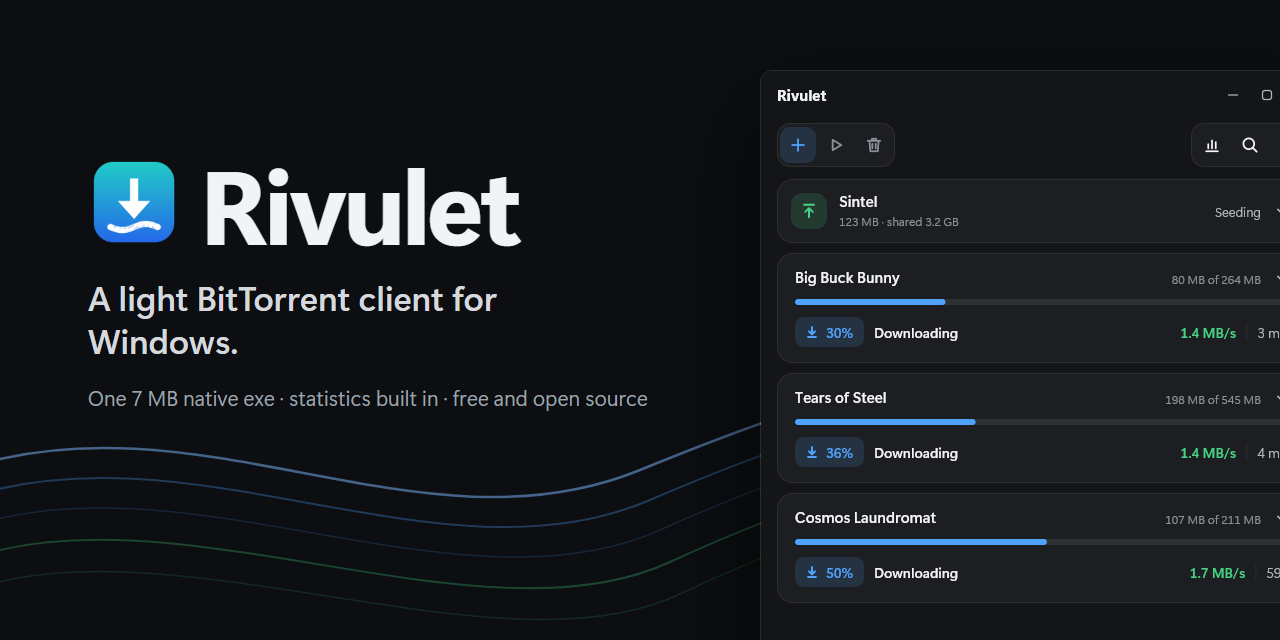 Rivulet
A light BitTorrent client for
Windows.
One 7 MB native exe · statistics built in · free and open source
Rivulet
Sintel
123 MB · shared 3.2 GB
Seeding
Big Buck Bunny
80 MB of 264 MB
30%
Downloading
1.4 MB/s
3 m
Tears of Steel
198 MB of 545 MB
36%
Downloading
1.4 MB/s
4 m
Cosmos Laundromat
107 MB of 211 MB
50%
Downloading
1.7 MB/s
59